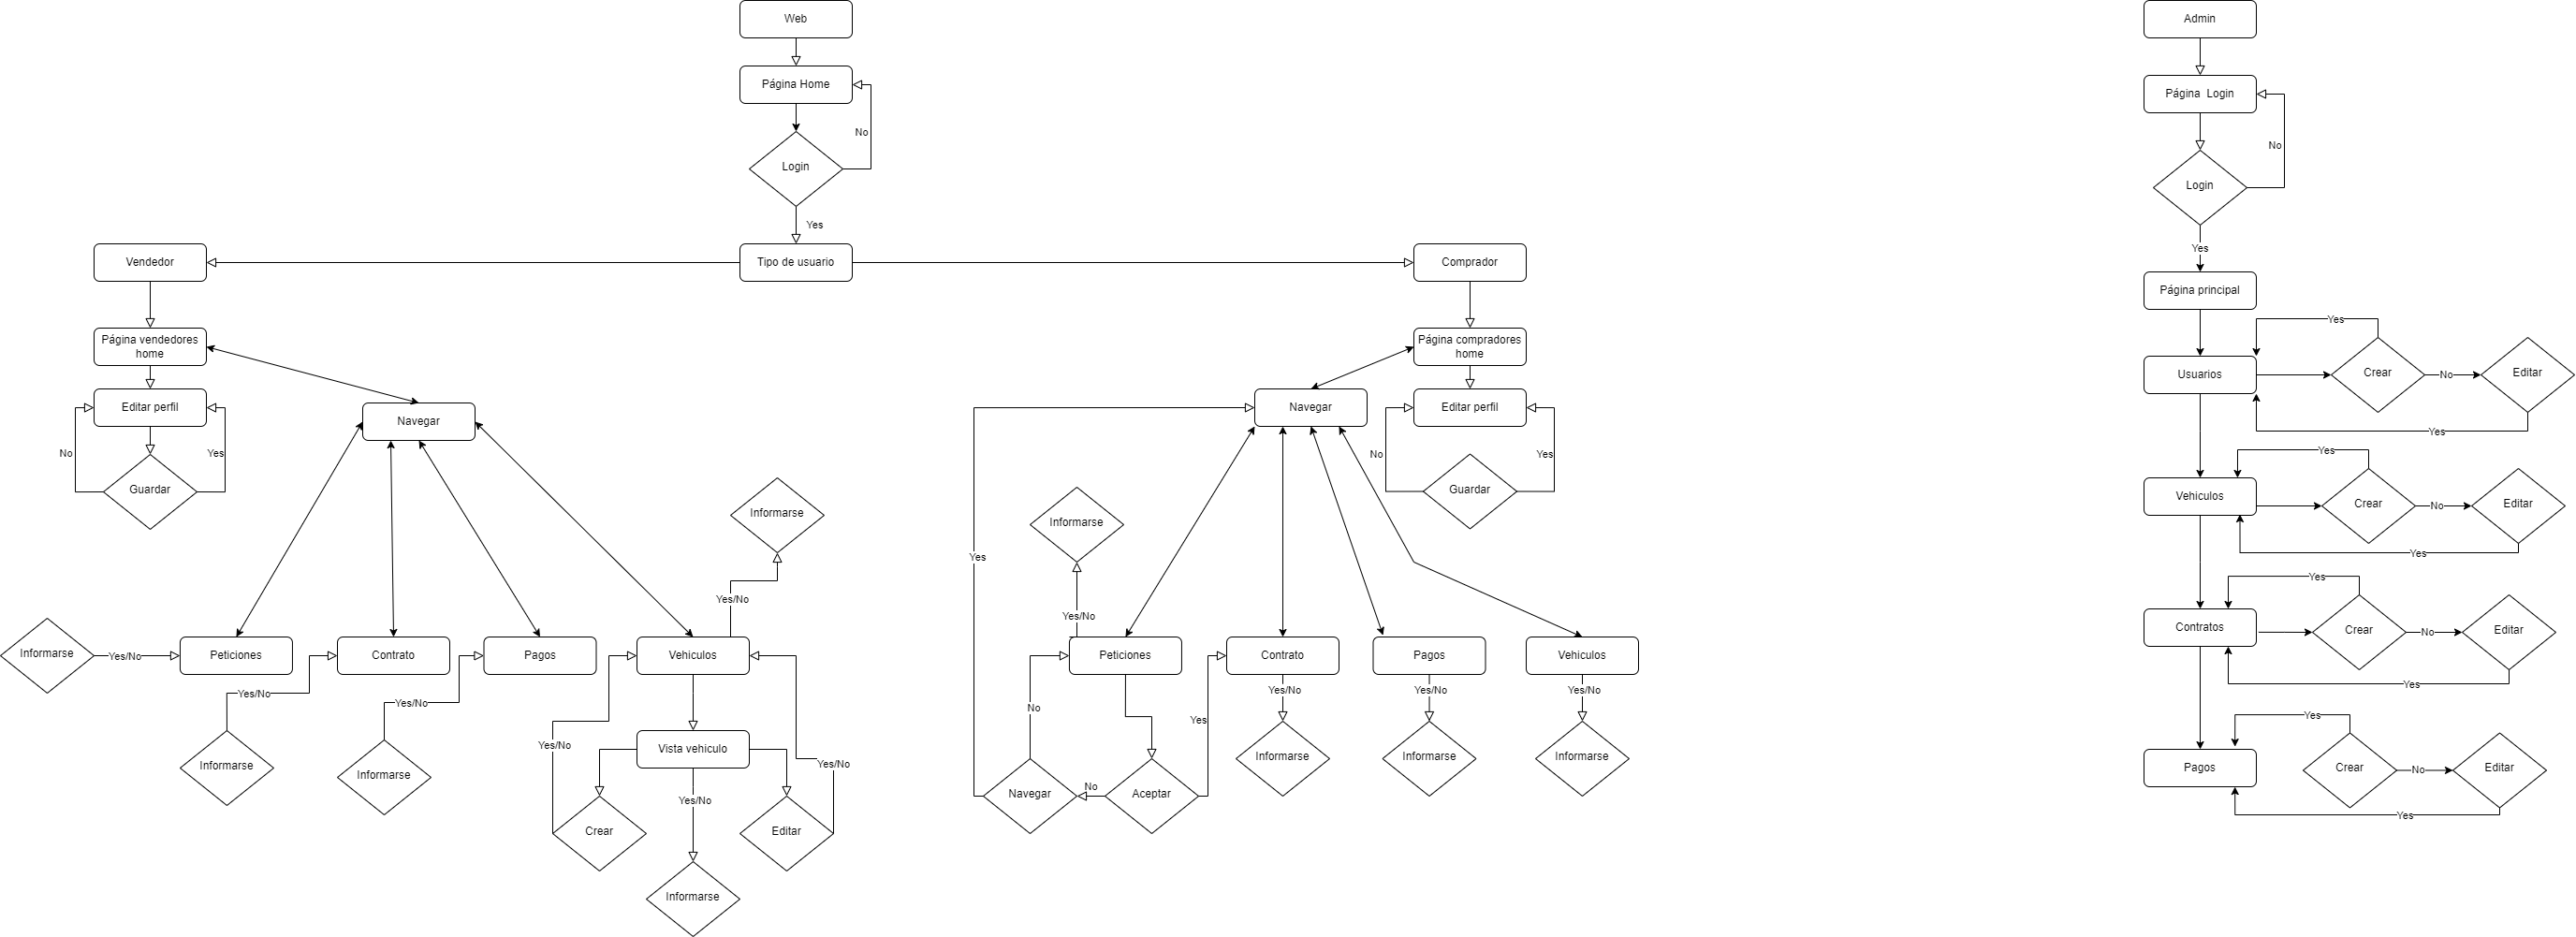 Web
Admin
Página Home
Página  Login
No
No
Login
Login
Yes
Yes
Vendedor
Tipo de usuario
Comprador
Página principal
Página vendedores
home
Página compradores
home
Yes
Usuarios
Crear
No
Editar
Yes
Editar perfil
Navegar
Navegar
Editar perfil
No
Yes
No
Yes
Guardar
Guardar
Yes
Vehiculos
Crear
No
Editar
Yes
Informarse
Informarse
Yes
Yes/No
Yes/No
Yes
Contratos
Crear
No
Editar
Yes
Informarse
Yes/No
Peticiones
Contrato
Pagos
Vehiculos
Peticiones
Contrato
Pagos
Vehiculos
Yes/No
Yes/No
Yes/No
Yes/No
Yes/No
No
Yes
Yes
Pagos
Crear
No
Editar
Yes
Yes/No
Vista vehiculo
Yes/No
Informarse
Informarse
Yes/No
Informarse
Informarse
Informarse
Navegar
No
Aceptar
Crear
Editar
Informarse